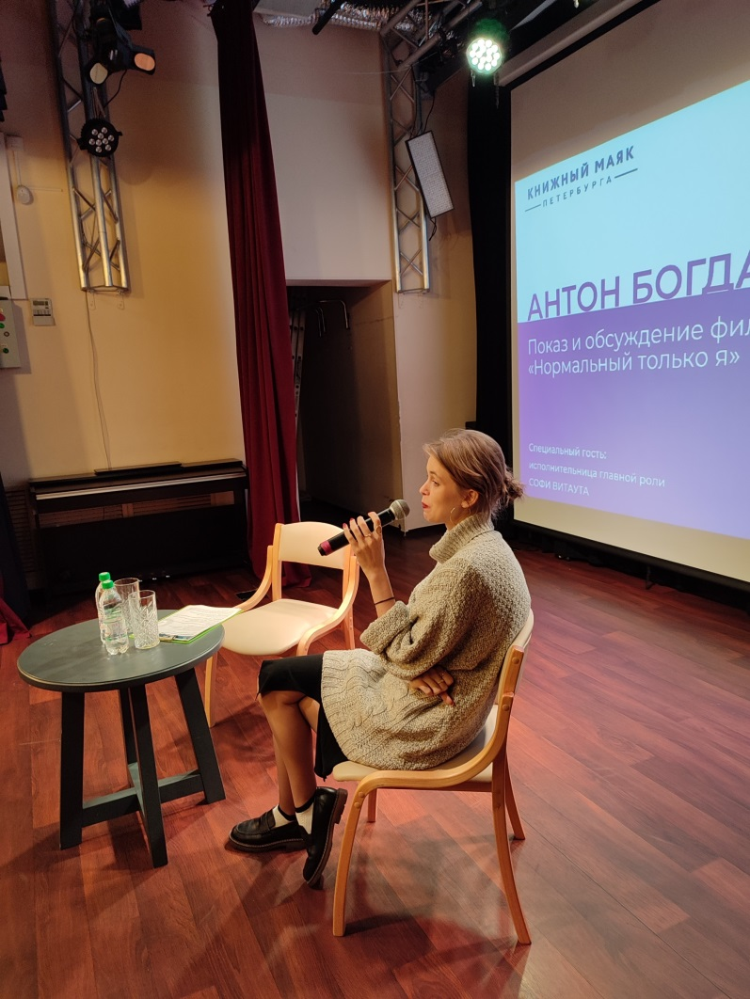 КНИЖНЫЙ МАЯК
ПЕТЕРБУРГА
АНТОН БОГДА
Показ и обсуждение фил
«Нормальный только я»
Специальный гость:
исполнительница главной роли
СОФИ ВИТАУТА